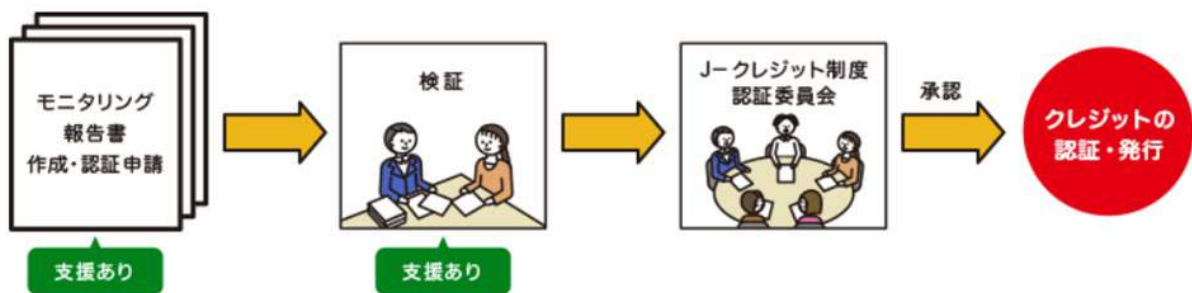 モニタリング
報告書
作成・認証申請
支援あり
検証
支援あり
J－クレジット制度
認証委員会
承認
クレジットの
認証・発行